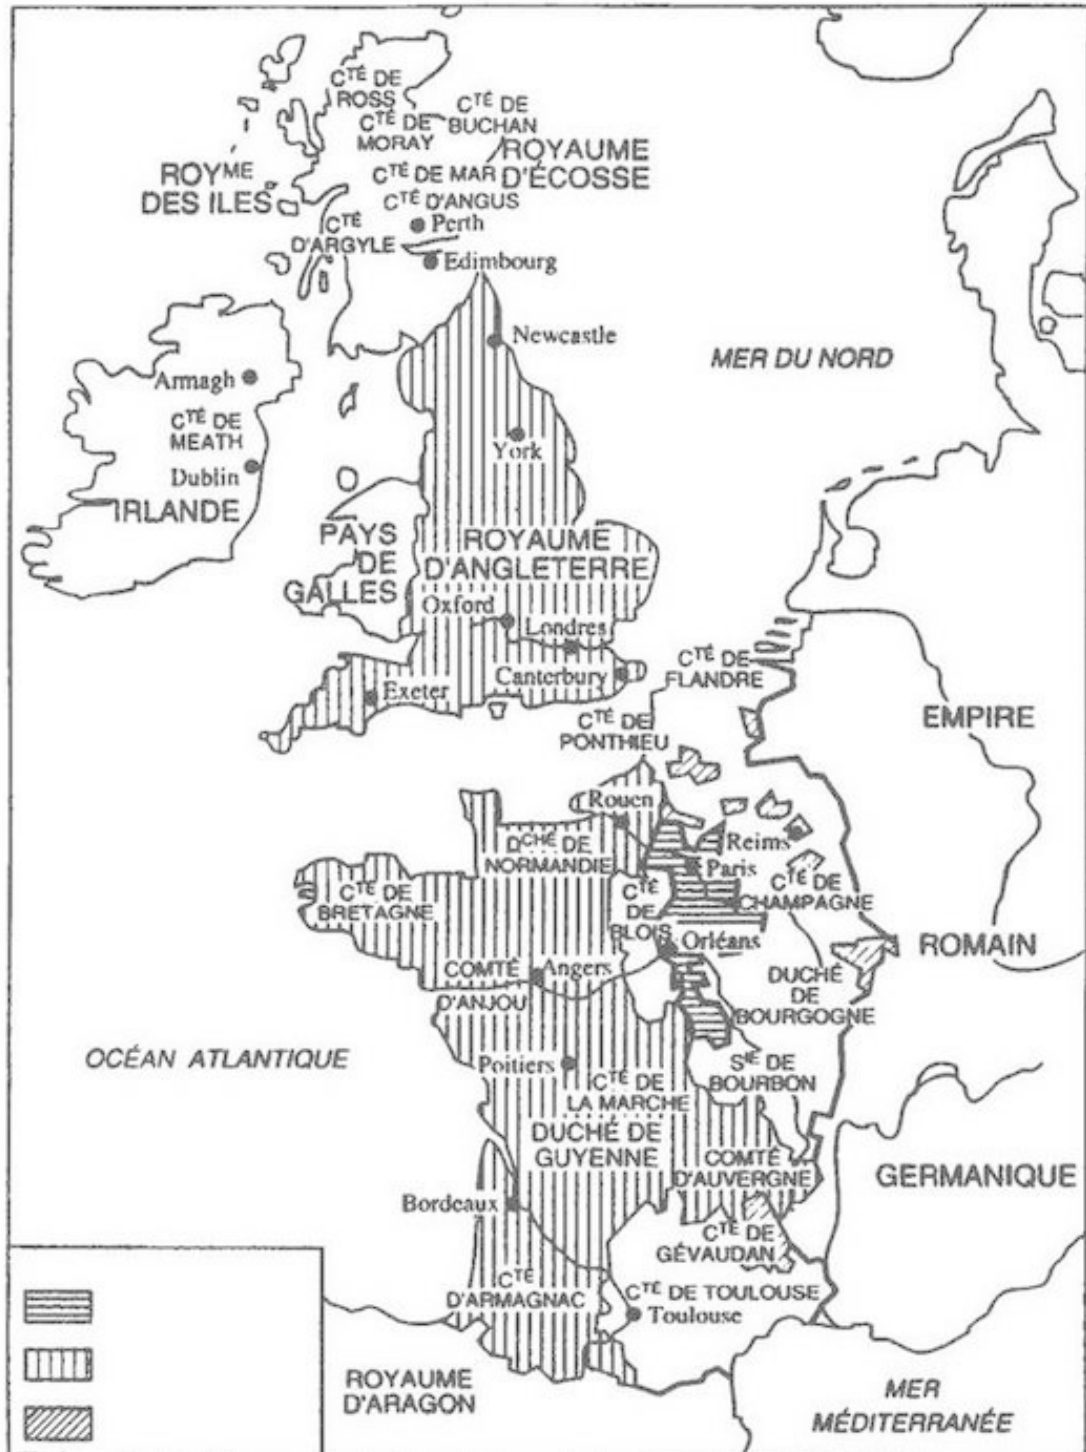 CTÉ DE
ROSS
CTÉ DE
BUCHAN
CTÉ DE
MORAY
ROYAUME
D'ÉCOSSE
ROYME
DES ILES
CTÉ DE MAR
CTÉ D'ANGUS
Perth
CTÉ
D'ARGYLE
Edimbourg
Newcastle
MER DU NORD
Armagh
CTÉ DE
MEATH
York
Dublin
IRLANDE
PAYS
DE
GALLES
ROYAUME
D'ANGLETERRE
Oxford
Londres
Canterbury
Exeter
CTÉ DE
FLANDRE
EMPIRE
CTÉ DE
PONTHIEU
Rouen
DCHÉ DE
NORMANDIE
Reims
Paris
CTÉ DE
BRETAGNE
CTÉ
DE
BLOIS
CTÉ DE
CHAMPAGNE
Orléans
ROMAIN
COMTÉ
D'ANJOU
Angers
DUCHÉ
DE
BOURGOGNE
OCÉAN ATLANTIQUE
Poitiers
CTÉ DE
LA MARCHE
SIÉ DE
BOURBON
DUCHÉ DE
GUYENNE
COMTÉ
D'AUVERGNE
GERMANIQUE
Bordeaux
CTÉ DE
GÉVAUDAN
CTÉ
D'ARMAGNAC
CTÉ DE TOULOUSE
Toulouse
ROYAUME
D'ARAGON
MER
MÉDITERRANÉE